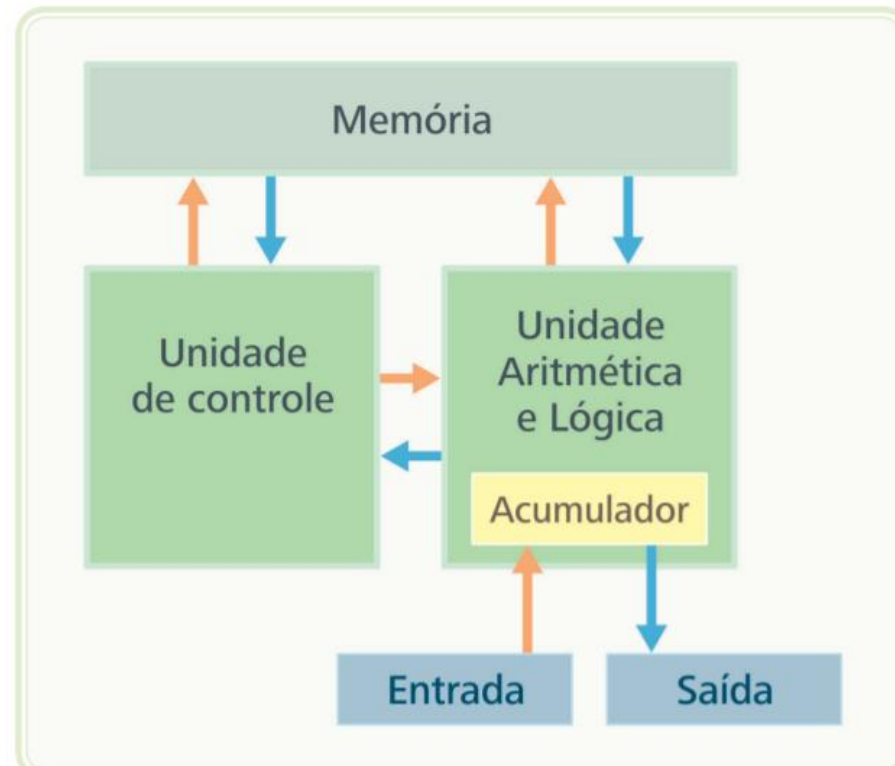 Memória
Unidade
de controle
Unidade
Aritmética
e Lógica
Acumulador
Entrada
Saída